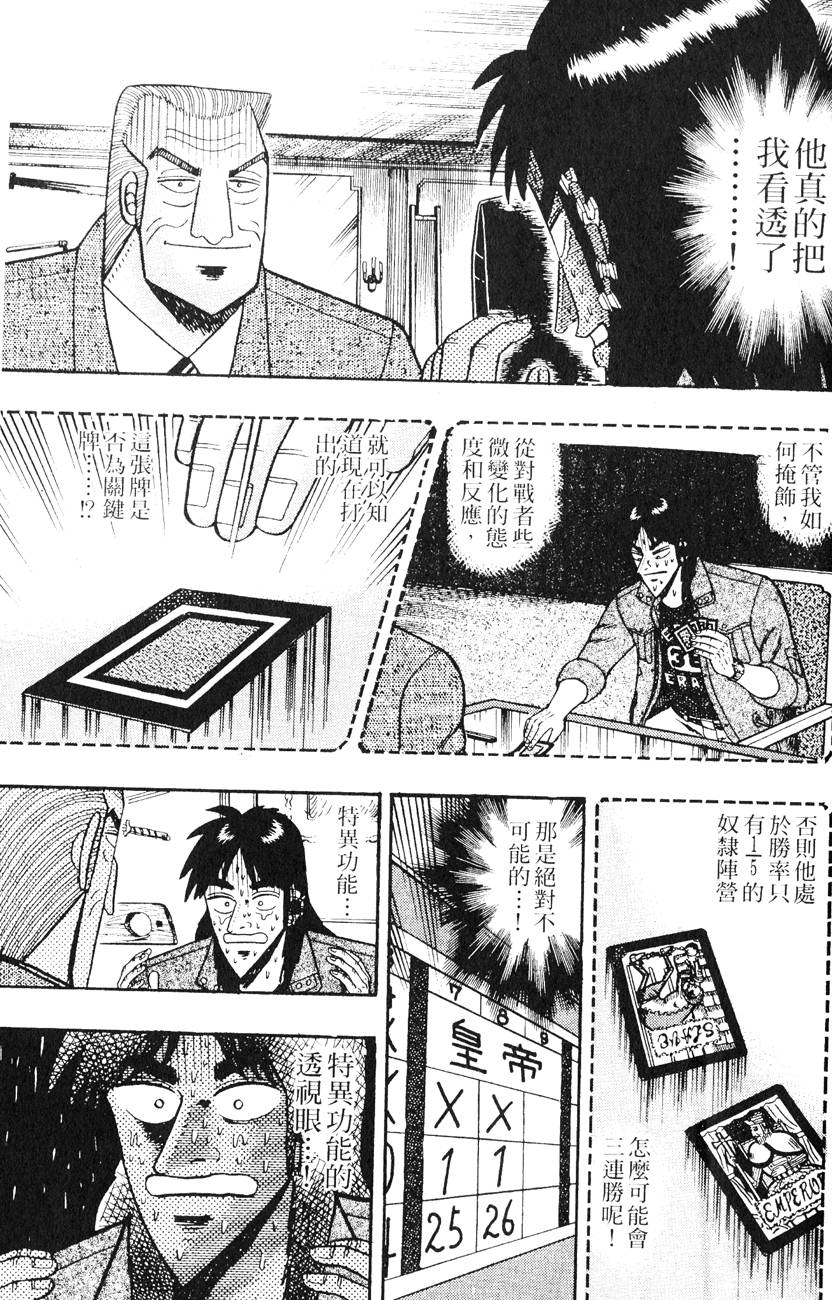 他真的把
我看透了
⋯⋯⋯！
不管我如
何掩飾，
從對戰者些
微變化的態
度和反應，
E
3E
ERR
就可以知
道現在打
出的
這張牌是
否為關鍵
牌⋯⋯!?
否則他處
於勝率只
有1/5的
奴隸陣營
SLAVE
EMPEROR
怎麼可能會
三連勝呢！
那是絕對不
可能的⋯！
7 8 9
皇帝
X X X
1 1
25 26
特異功能⋯
特異功能的
透視眼⋯！